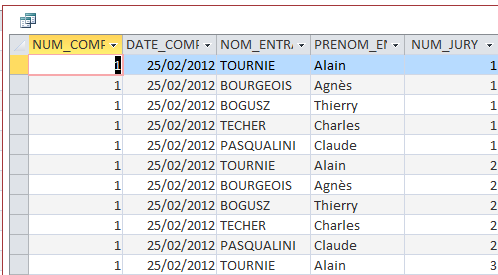 NUM_COMF DATE_COMP NOM_ENTRA PRENOM_EN NUM_JURY
1 25/02/2012 TOURNIE Alain 1
1 25/02/2012 BOURGEOIS Agnès 1
1 25/02/2012 BOGUSZ Thierry 1
1 25/02/2012 TECHER Charles 1
1 25/02/2012 PASQUALINI Claude 1
1 25/02/2012 TOURNIE Alain 2
1 25/02/2012 BOURGEOIS Agnès 2
1 25/02/2012 BOGUSZ Thierry 2
1 25/02/2012 TECHER Charles 2
1 25/02/2012 PASQUALINI Claude 2
1 25/02/2012 TOURNIE Alain 3